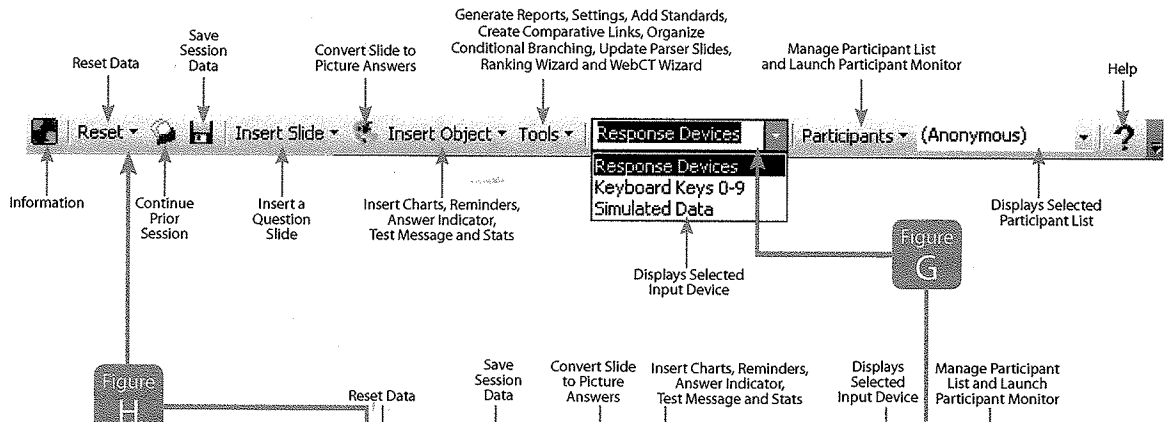 Generate Reports, Settings, Add Standards,
Create Comparative Links, Organize
Conditional Branching, Update Parser Slides,
Ranking Wizard and WebCT Wizard
Save
Session
Data
Reset Data
Convert Slide to
Picture Answers
Manage Participant List
and Launch Participant Monitor
Help
Reset
Insert Slide
Insert Object
Tools
Response Devices
Participants
(Anonymous)
?
Response Devices
Keyboard Keys 0-9
Simulated Data
Information
Continue
Prior
Session
Insert a
Question
Slide
Insert Charts, Reminders,
Answer Indicator,
Test Message and Stats
Displays Selected
Participant List
Displays Selected
Input Device
Figure
G
Figure
H
Reset Data
Save
Session
Data
Convert Slide
to Picture
Answers
Insert Charts, Reminders,
Answer Indicator,
Test Message and Stats
Displays
Selected
Input Device
Manage Participant
List and Launch
Participant Monitor